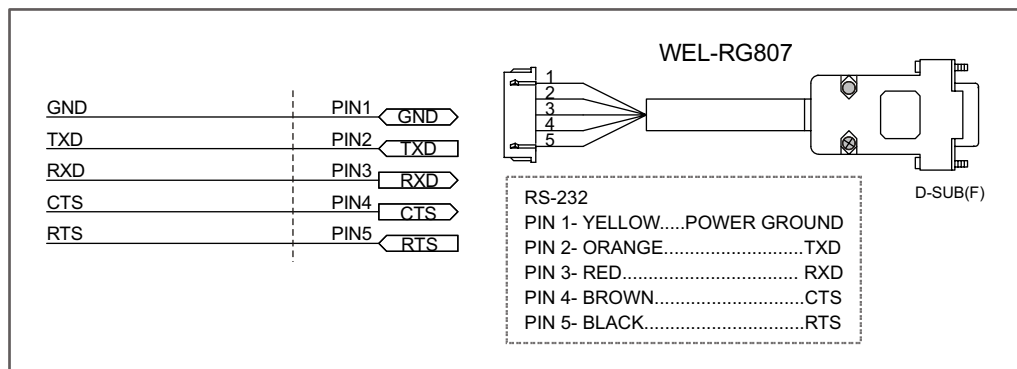 WEL-RG807
GND PIN1 GND
TXD PIN2 TXD
RXD PIN3 RXD
CTS PIN4 CTS
RTS PIN5 RTS
1
2
3
4
5
D-SUB(F)
RS-232
PIN 1- YELLOW.....POWER GROUND
PIN 2- ORANGE.........................TXD
PIN 3- RED............................... RXD
PIN 4- BROWN..........................CTS
PIN 5- BLACK...........................RTS